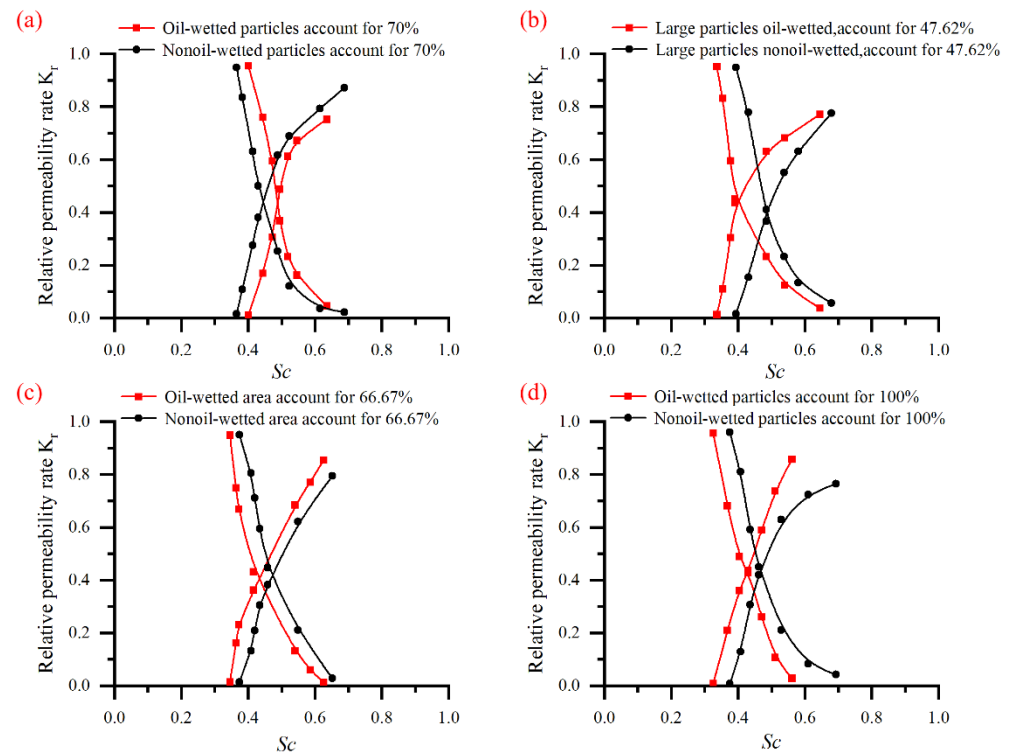 (a)
Oil-wetted particles account for 70%
Nonoil-wetted particles account for 70%
Relative permeability rate Kr
1.0
0.8
0.6
0.4
0.2
0.0
0.0 0.2 0.4 0.6 0.8 1.0
Sc
(b)
Large particles oil-wetted,account for 47.62%
Large particles nonoil-wetted,account for 47.62%
Relative permeability rate Kr
1.0
0.8
0.6
0.4
0.2
0.0
0.0 0.2 0.4 0.6 0.8 1.0
Sc
(c)
Oil-wetted area account for 66.67%
Nonoil-wetted area account for 66.67%
Relative permeability rate Kr
1.0
0.8
0.6
0.4
0.2
0.0
0.0 0.2 0.4 0.6 0.8 1.0
Sc
(d)
Oil-wetted particles account for 100%
Nonoil-wetted particles account for 100%
Relative permeability rate Kr
1.0
0.8
0.6
0.4
0.2
0.0
0.0 0.2 0.4 0.6 0.8 1.0
Sc